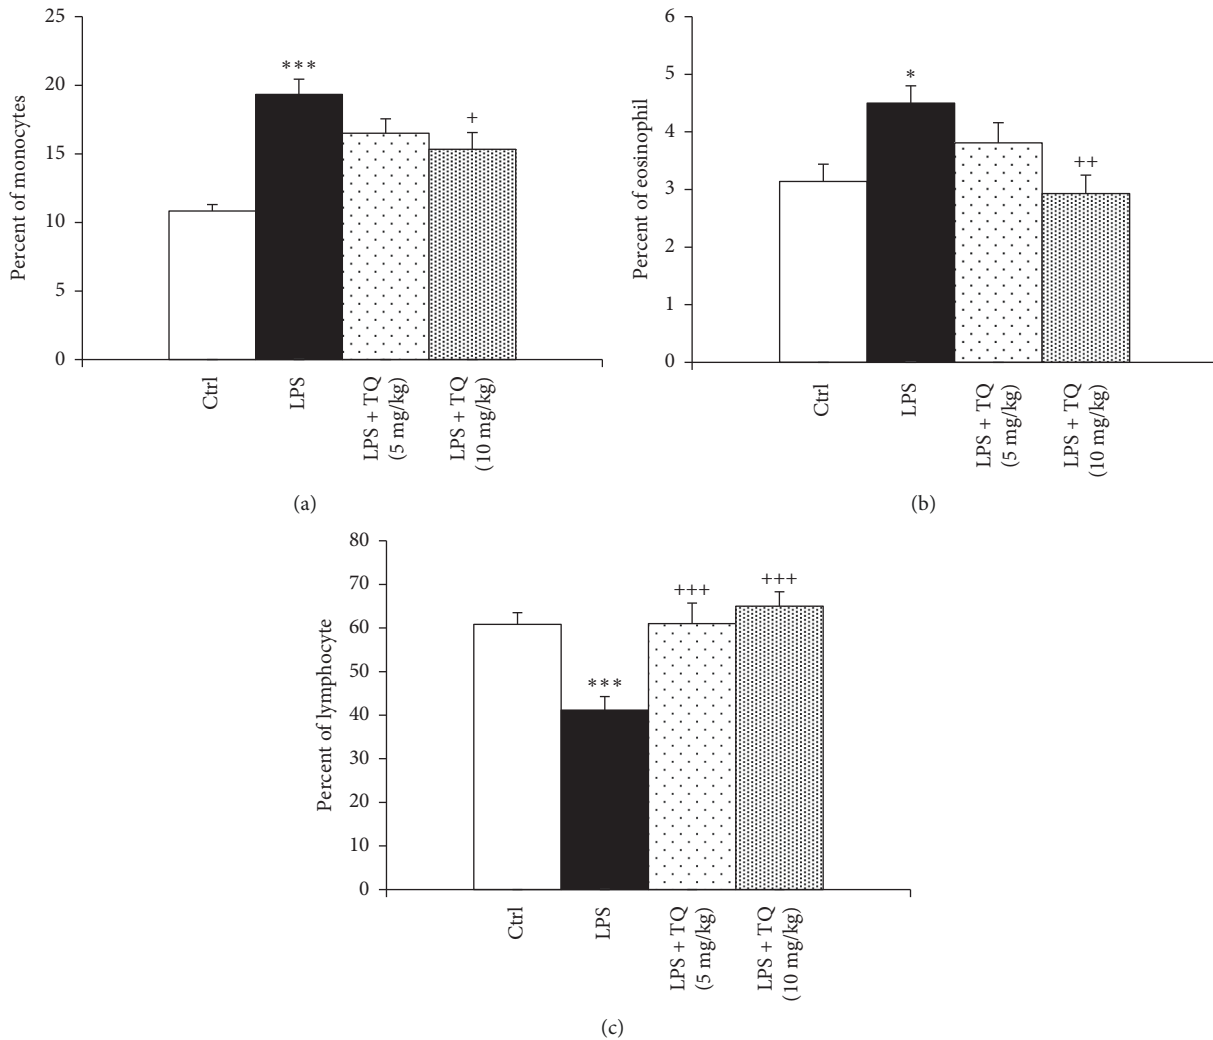 25
20
15
10
5
0
Percent of monocytes
***
+
Ctrl
LPS
LPS + TQ
(5 mg/kg)
LPS + TQ
(10 mg/kg)
(a)
6
5
4
3
2
1
0
Percent of eosinophil
*
++
Ctrl
LPS
LPS + TQ
(5 mg/kg)
LPS + TQ
(10 mg/kg)
(b)
80
70
60
50
40
30
20
10
0
Percent of lymphocyte
***
+++
+++
Ctrl
LPS
LPS + TQ
(5 mg/kg)
LPS + TQ
(10 mg/kg)
(c)